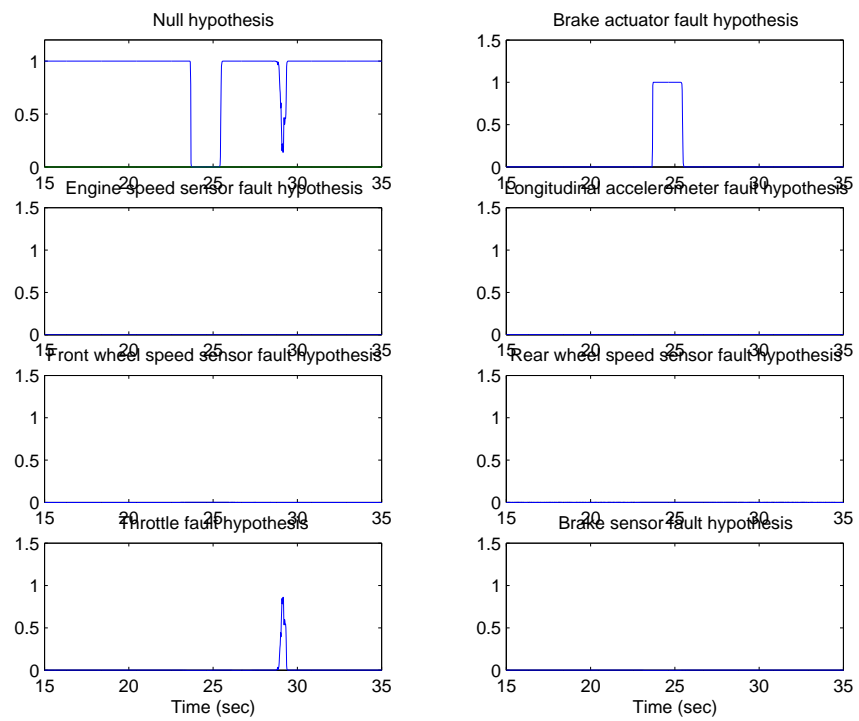 Null hypothesis
Brake actuator fault hypothesis
1
0.5
0
15 20 25 30 35
1.5
1
0.5
0
15 20 25 30 35
Engine speed sensor fault hypothesis
Longitudinal accelerometer fault hypothesis
1.5
1
0.5
0
15 20 25 30 35
1.5
1
0.5
0
15 20 25 30 35
Front wheel speed sensor fault hypothesis
Rear wheel speed sensor fault hypothesis
1.5
1
0.5
0
15 20 25 30 35
1.5
1
0.5
0
15 20 25 30 35
Throttle fault hypothesis
Brake sensor fault hypothesis
1.5
1
0.5
0
15 20 25 30 35
Time (sec)
1.5
1
0.5
0
15 20 25 30 35
Time (sec)